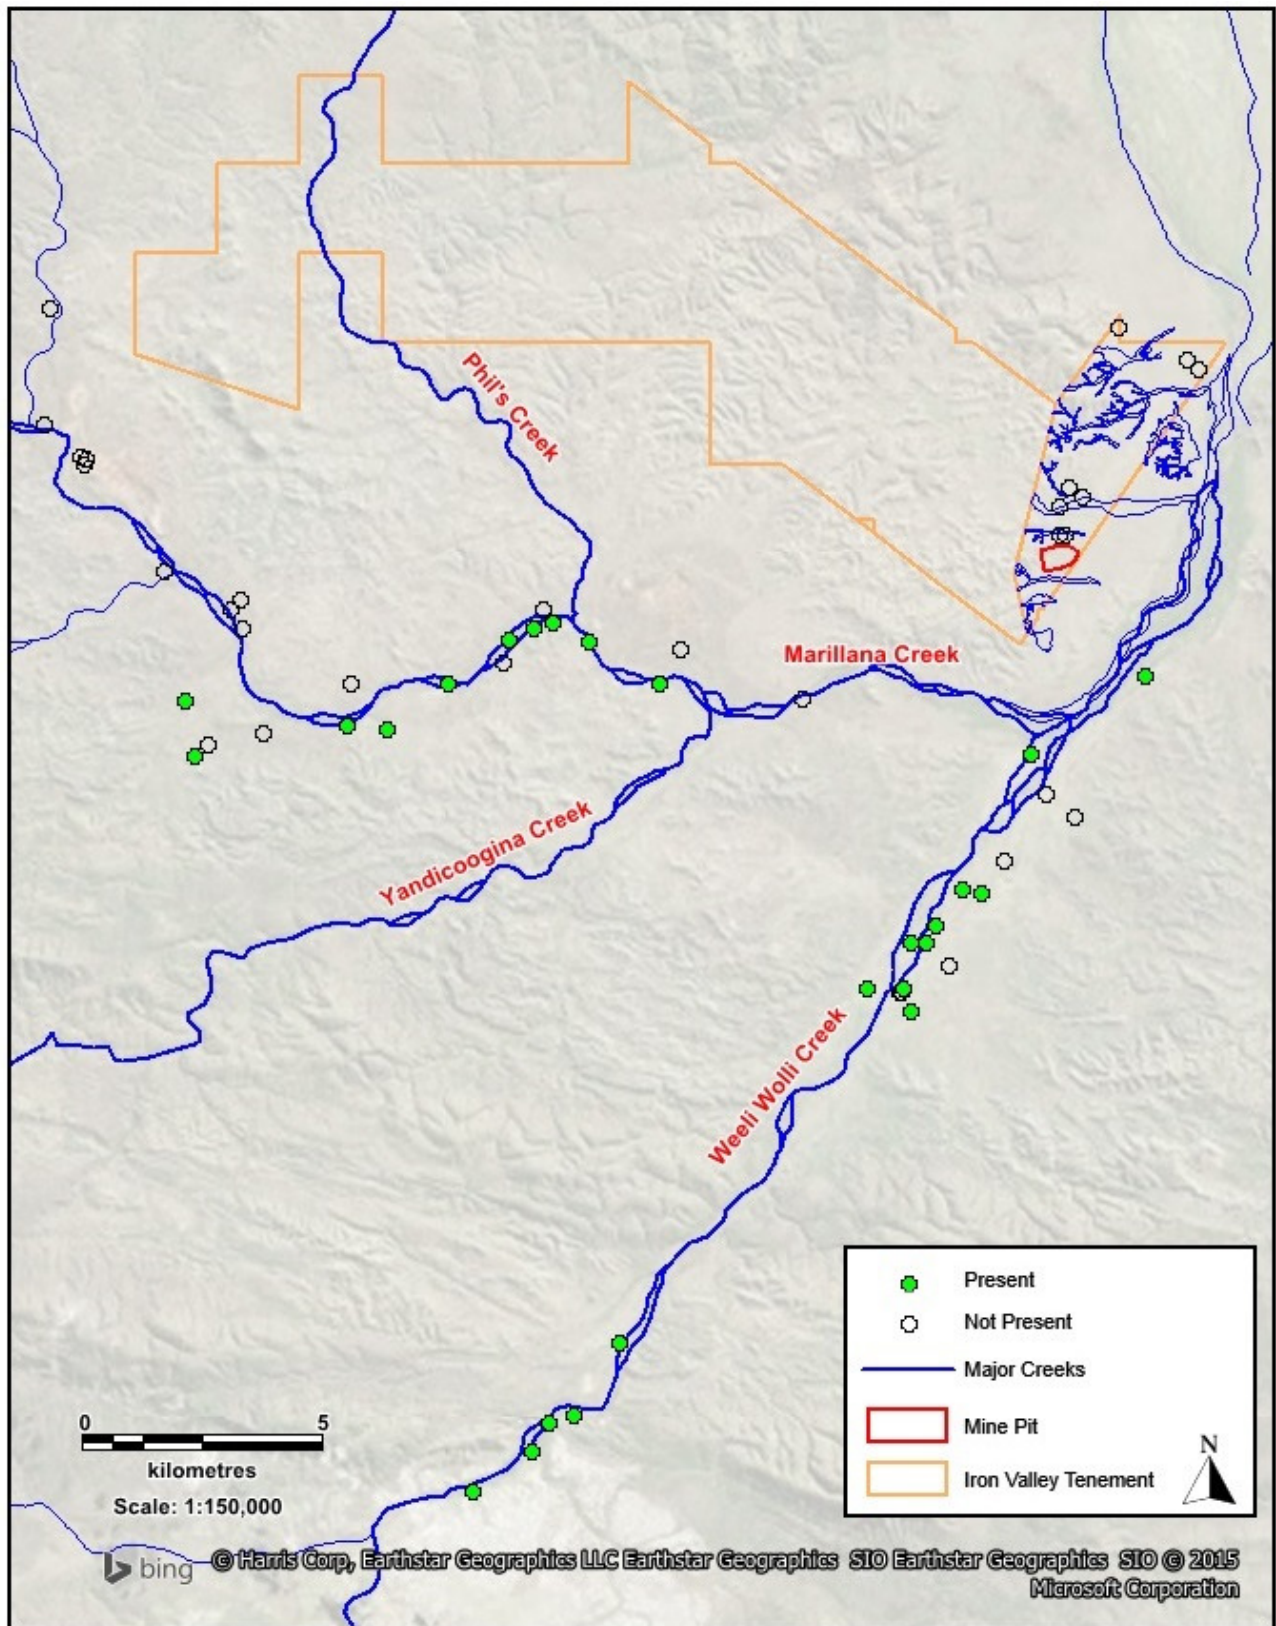 Phil's Creek
Marillana Creek
Yandicoogina Creek
Weeli Wolli Creek
Present
Not Present
Major Creeks
Mine Pit
Iron Valley Tenement
N
0 5
kilometres
Scale: 1:150,000
bing © Harris Corp, Earthstar Geographics LLC Earthstar Geographics SIO Earthstar Geographics SIO © 2015
Microsoft Corporation